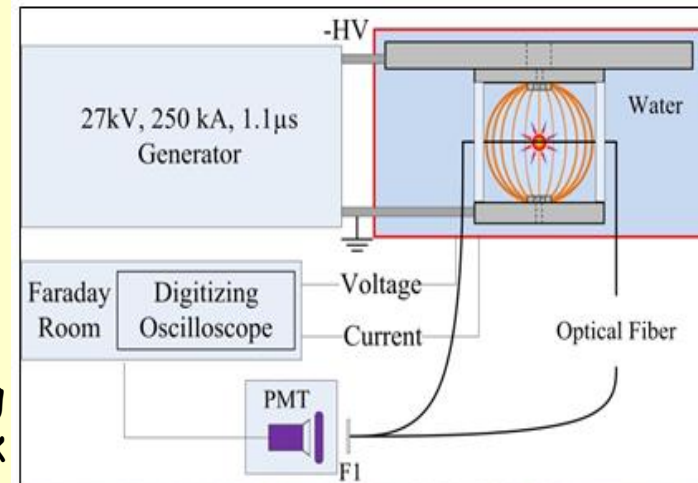 -HV
27kV, 250 kA, 1.1µs
Generator
Water
Faraday
Room
Digitizing
Oscilloscope
Voltage
Current
Optical Fiber
PMT
F1